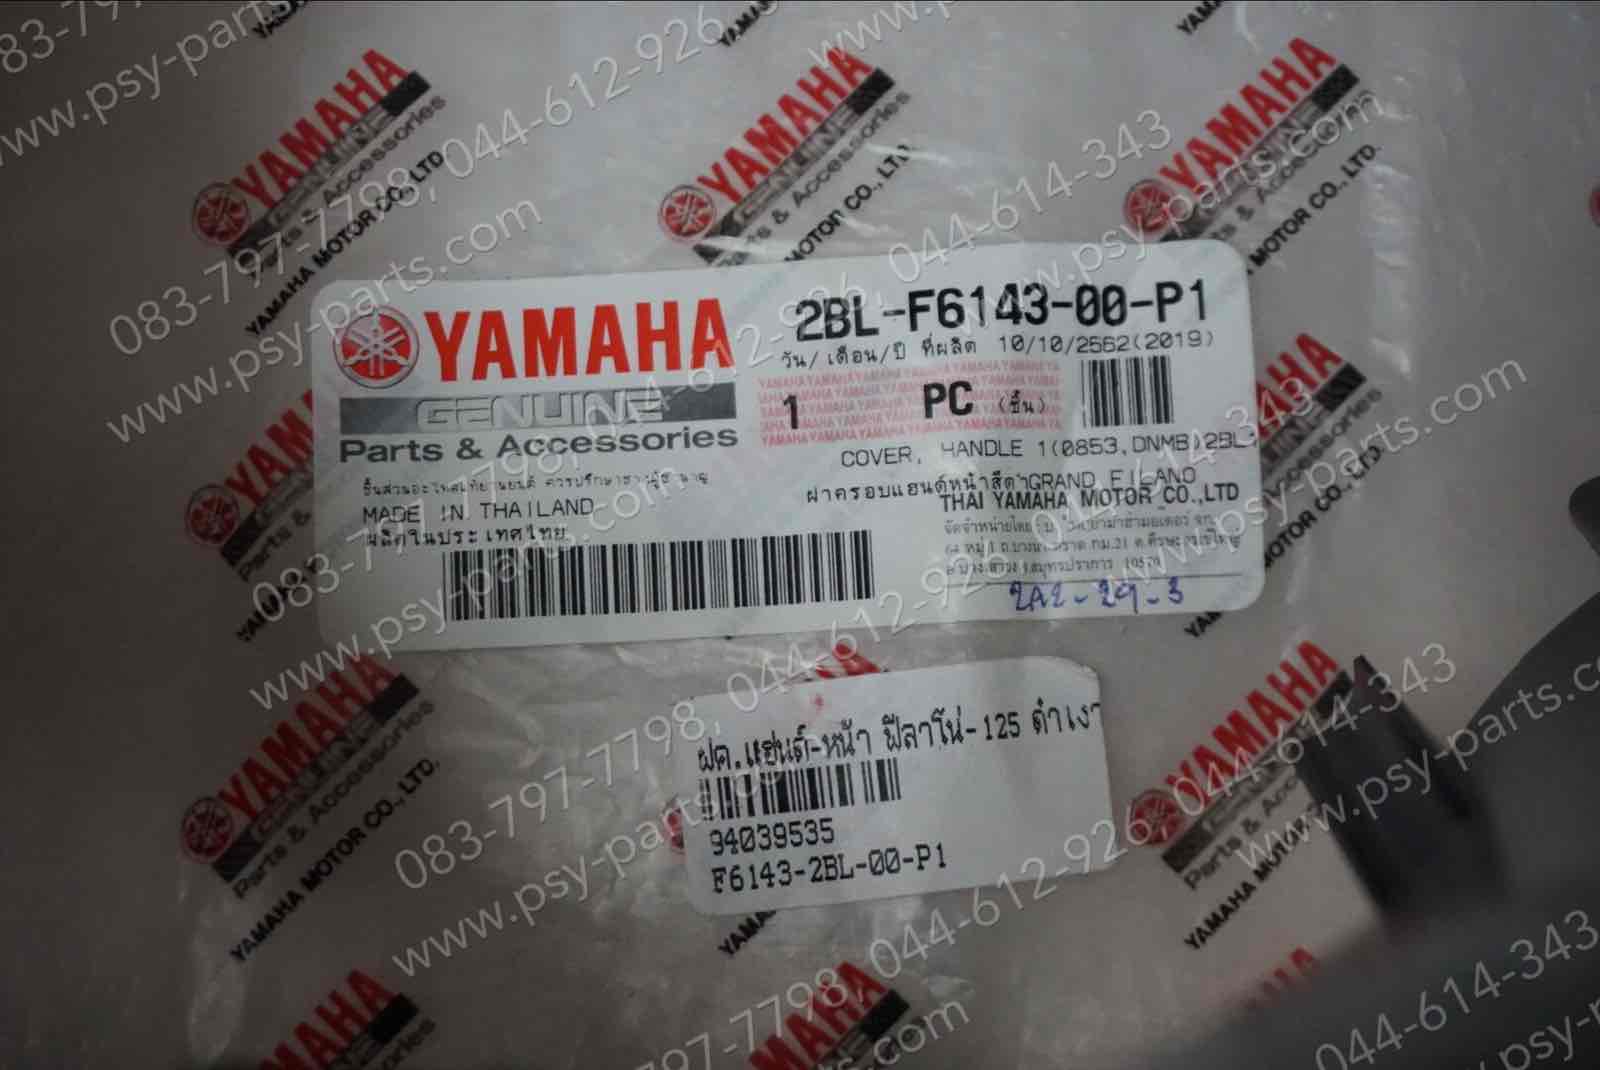 YAMAHA
GENUINE
Parts & Accessories
MADE IN THAILAND
ผลิตในประเทศไทย
2BL-F6143-00-P1
วัน/เดือน/ปี ที่ผลิต 10/10/2562(2019)
1 PC (ชิ้น)
COVER, HANDLE 1(0853,DNMB)2BL
ฝาครอบแฮนด์หน้าสีดำGRAND FILANO
THAI YAMAHA MOTOR CO.,LTD
2A2-29-3
ฝค.แฮนด์-หน้า ฟีลาโน่-125 ดำเงา
94039535
F6143-2BL-00-P1
YAMAHA
GENUINE
Parts & Accessories
YAMAHA MOTOR CO.,LTD.
083-797-7798, 044-612-926, 044-614-343
www.psy-parts.com